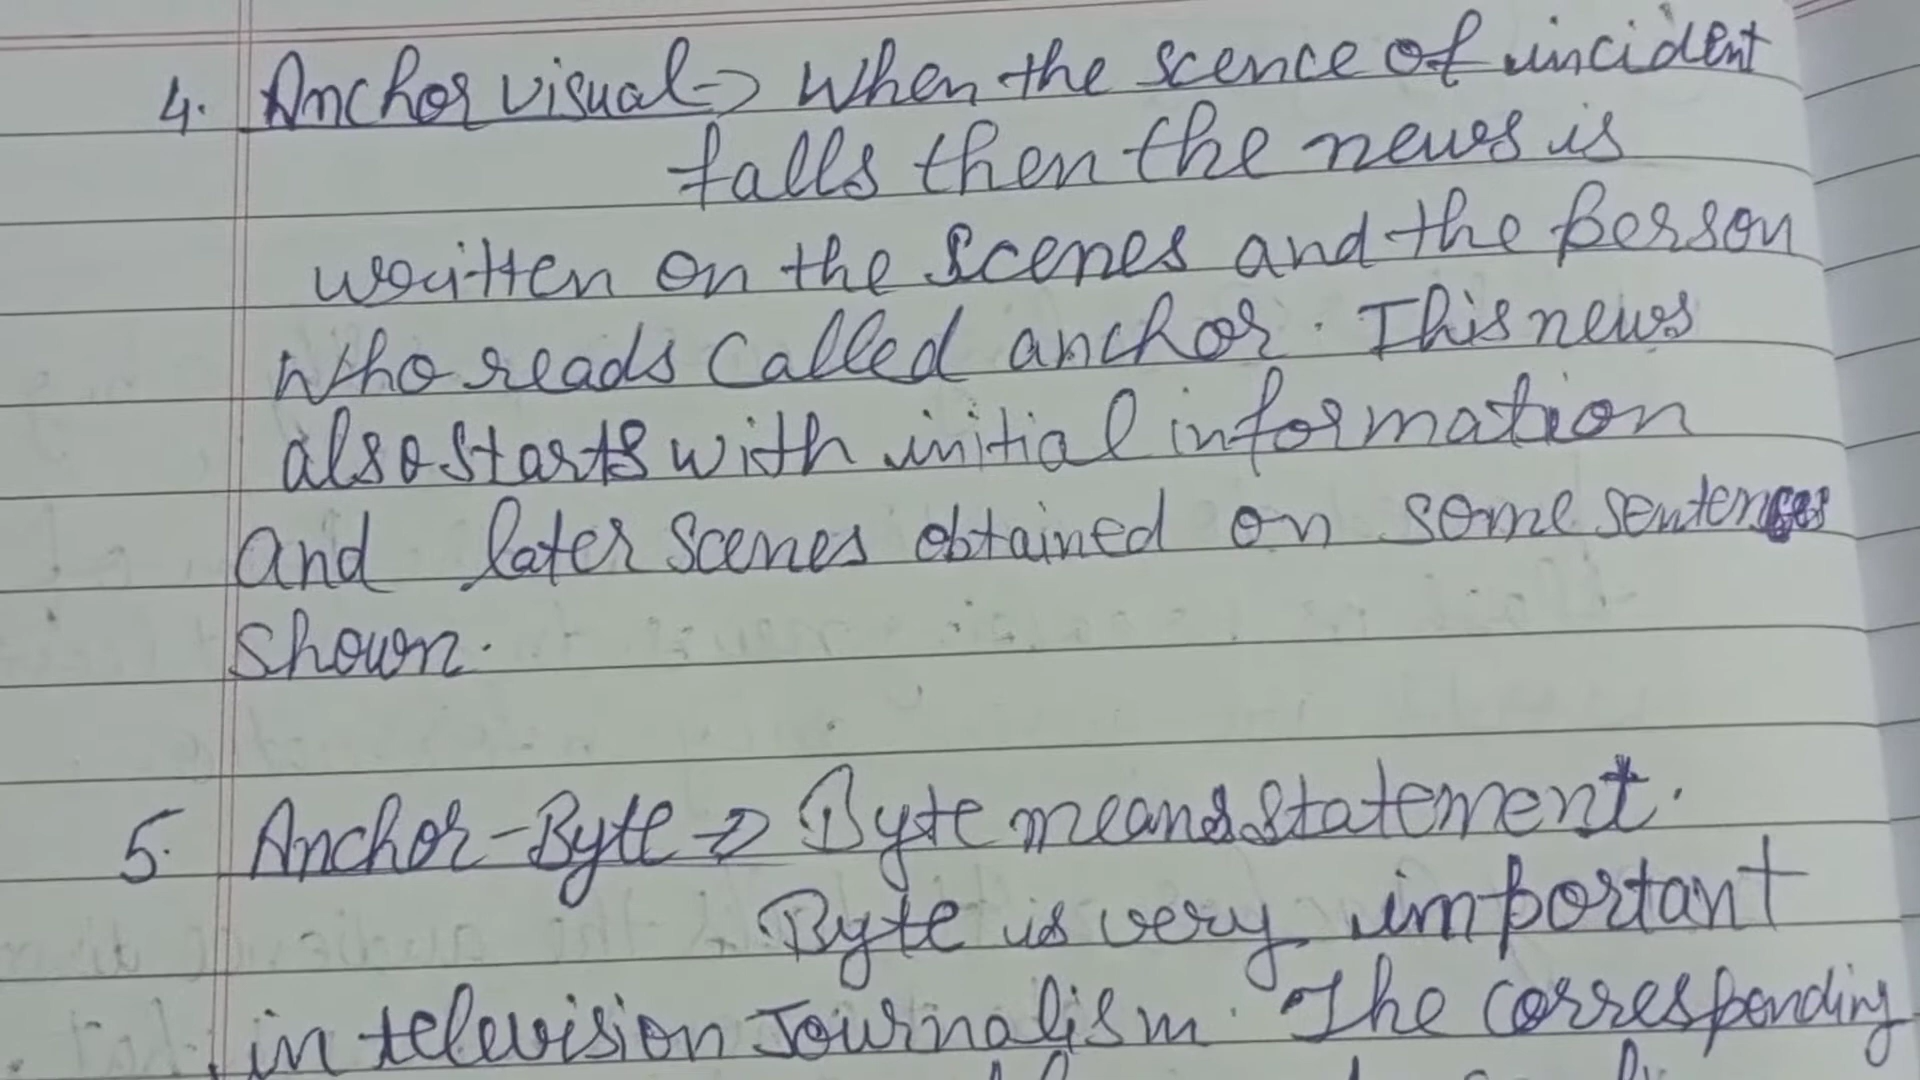 4. Anchor visual → When the scence of incident
falls then the news is
written on the scenes and the person
who reads called anchor. This news
also starts with initial information
and later scenes obtained on some sentences
shown.
5. Anchor-Byte → Byte means statement.
Byte is very important
in television Journalism. The corresponding